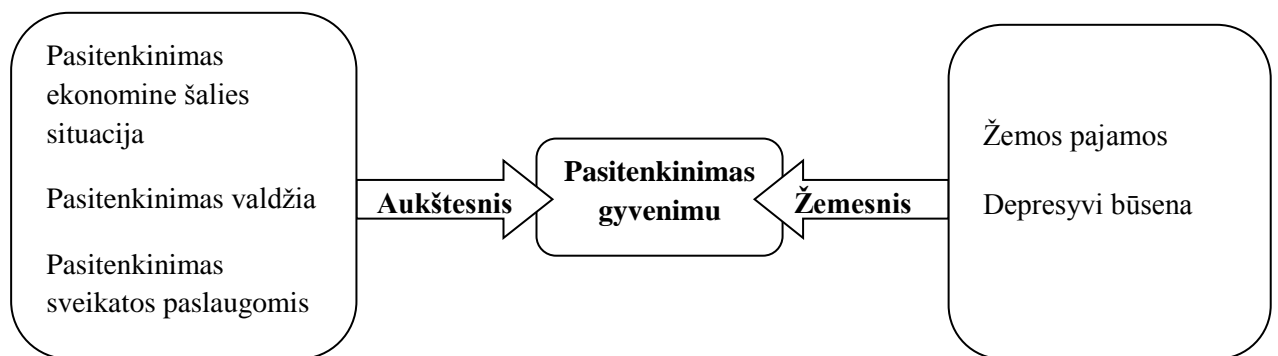 Pasitenkinimas
ekonomine šalies
situacija
Pasitenkinimas valdžia
Pasitenkinimas
sveikatos paslaugomis
Aukštesnis
Pasitenkinimas
gyvenimu
Žemesnis
Žemos pajamos
Depresyvi būsena